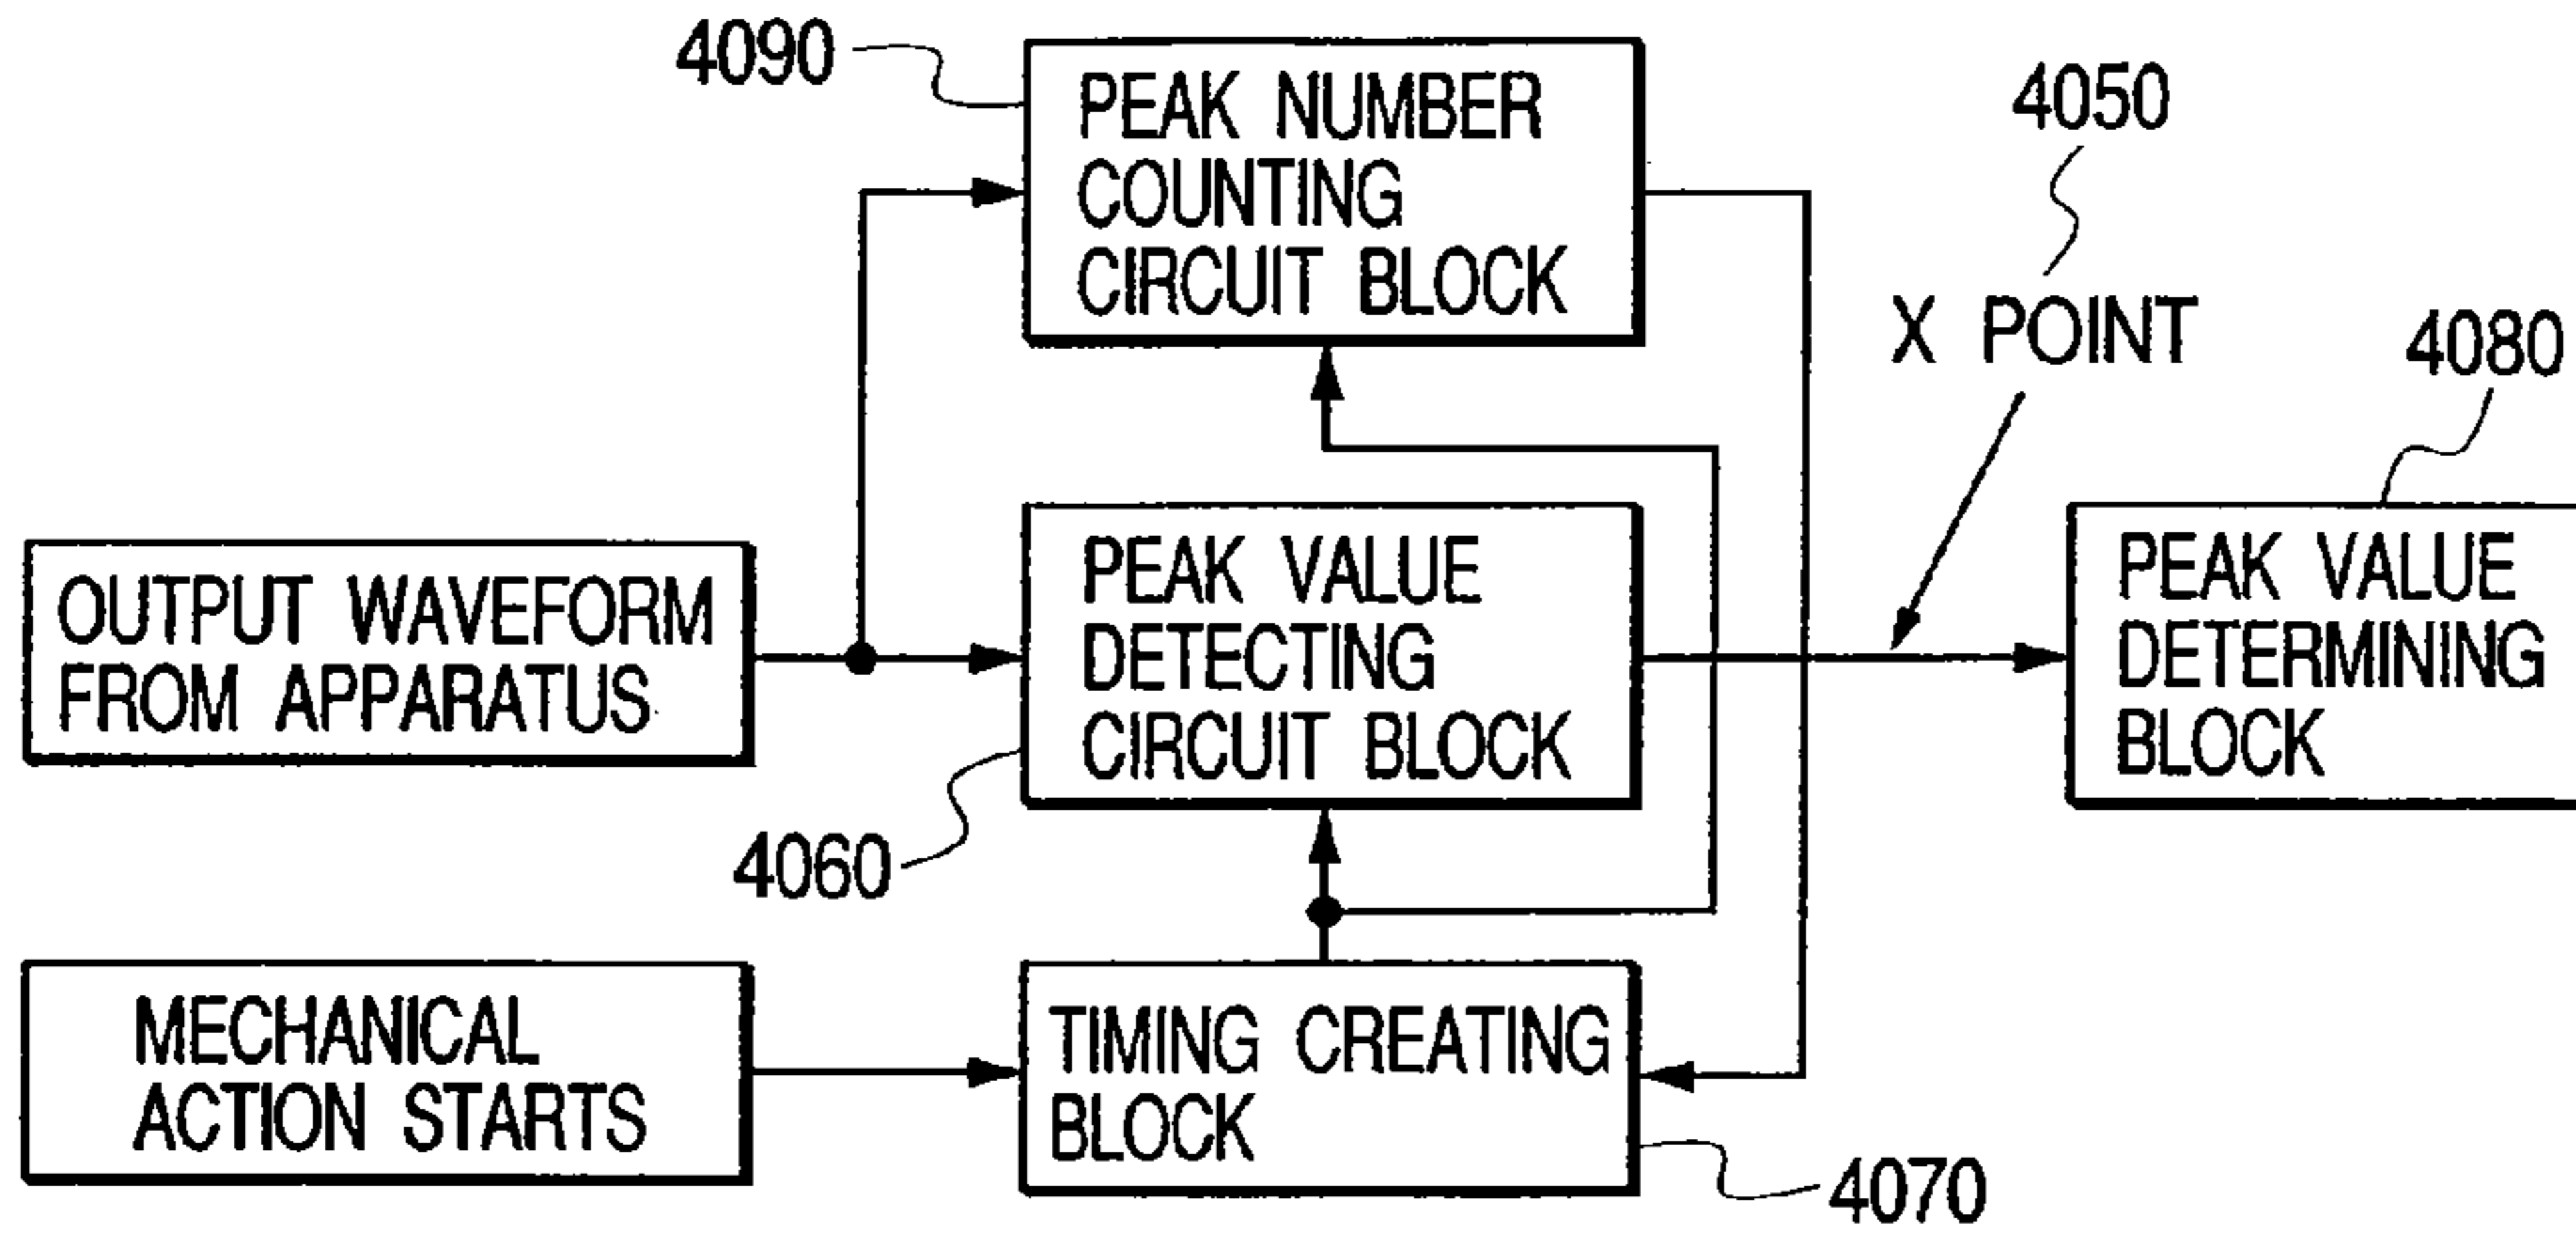 4090
PEAK NUMBER
COUNTING
CIRCUIT BLOCK
4050
X POINT
4080
OUTPUT WAVEFORM
FROM APPARATUS
PEAK VALUE
DETECTING
CIRCUIT BLOCK
4060
PEAK VALUE
DETERMINING
BLOCK
MECHANICAL
ACTION STARTS
TIMING CREATING
BLOCK
4070